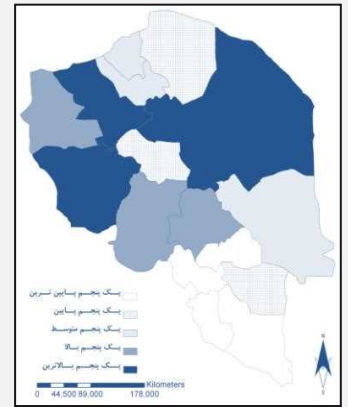 یک پنجم پایین ترین
یک پنجم پایین
یک پنجم متوسط
یک پنجم بالا
یک پنجم بالاترین
Kilometers
0 44,500 89,000 178,000
N